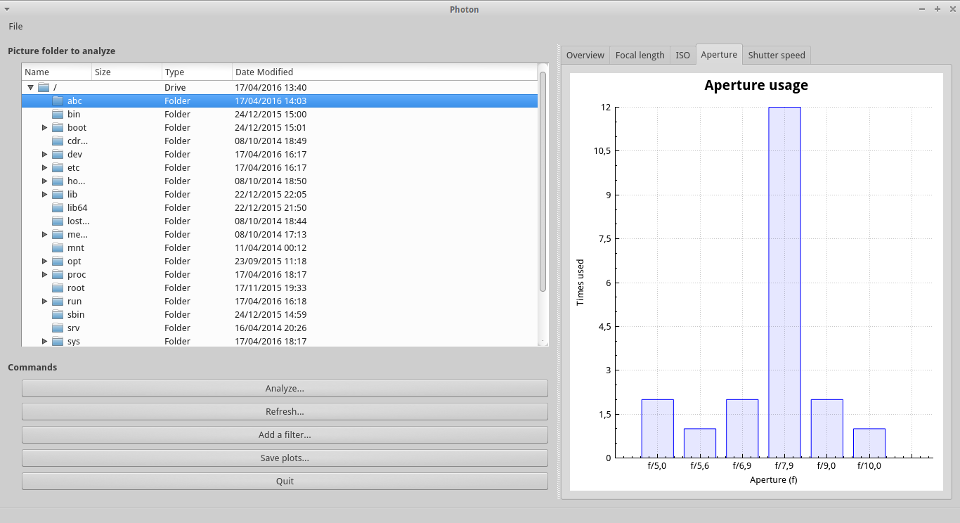 Photon
File
Picture folder to analyze
Name Size Type Date Modified
/ Drive 17/04/2016 13:40
abc Folder 17/04/2016 14:03
bin Folder 24/12/2015 15:00
boot Folder 24/12/2015 15:01
cdr... Folder 08/10/2014 18:49
dev Folder 17/04/2016 16:17
etc Folder 17/04/2016 16:17
ho... Folder 08/10/2014 18:50
lib Folder 22/12/2015 22:05
lib64 Folder 22/12/2015 21:50
lost... Folder 08/10/2014 18:44
me... Folder 08/10/2014 17:13
mnt Folder 11/04/2014 00:12
opt Folder 23/09/2015 11:18
proc Folder 17/04/2016 18:17
root Folder 17/11/2015 19:33
run Folder 17/04/2016 16:18
sbin Folder 24/12/2015 14:59
srv Folder 16/04/2014 20:26
sys Folder 17/04/2016 18:17
Commands
Analyze...
Refresh...
Add a filter...
Save plots...
Quit
Overview Focal length ISO Aperture Shutter speed
Aperture usage
Times used
12
10,5
9
7,5
6
4,5
3
1,5
0
f/5,0 f/5,6 f/6,9 f/7,9 f/9,0 f/10,0
Aperture (f)